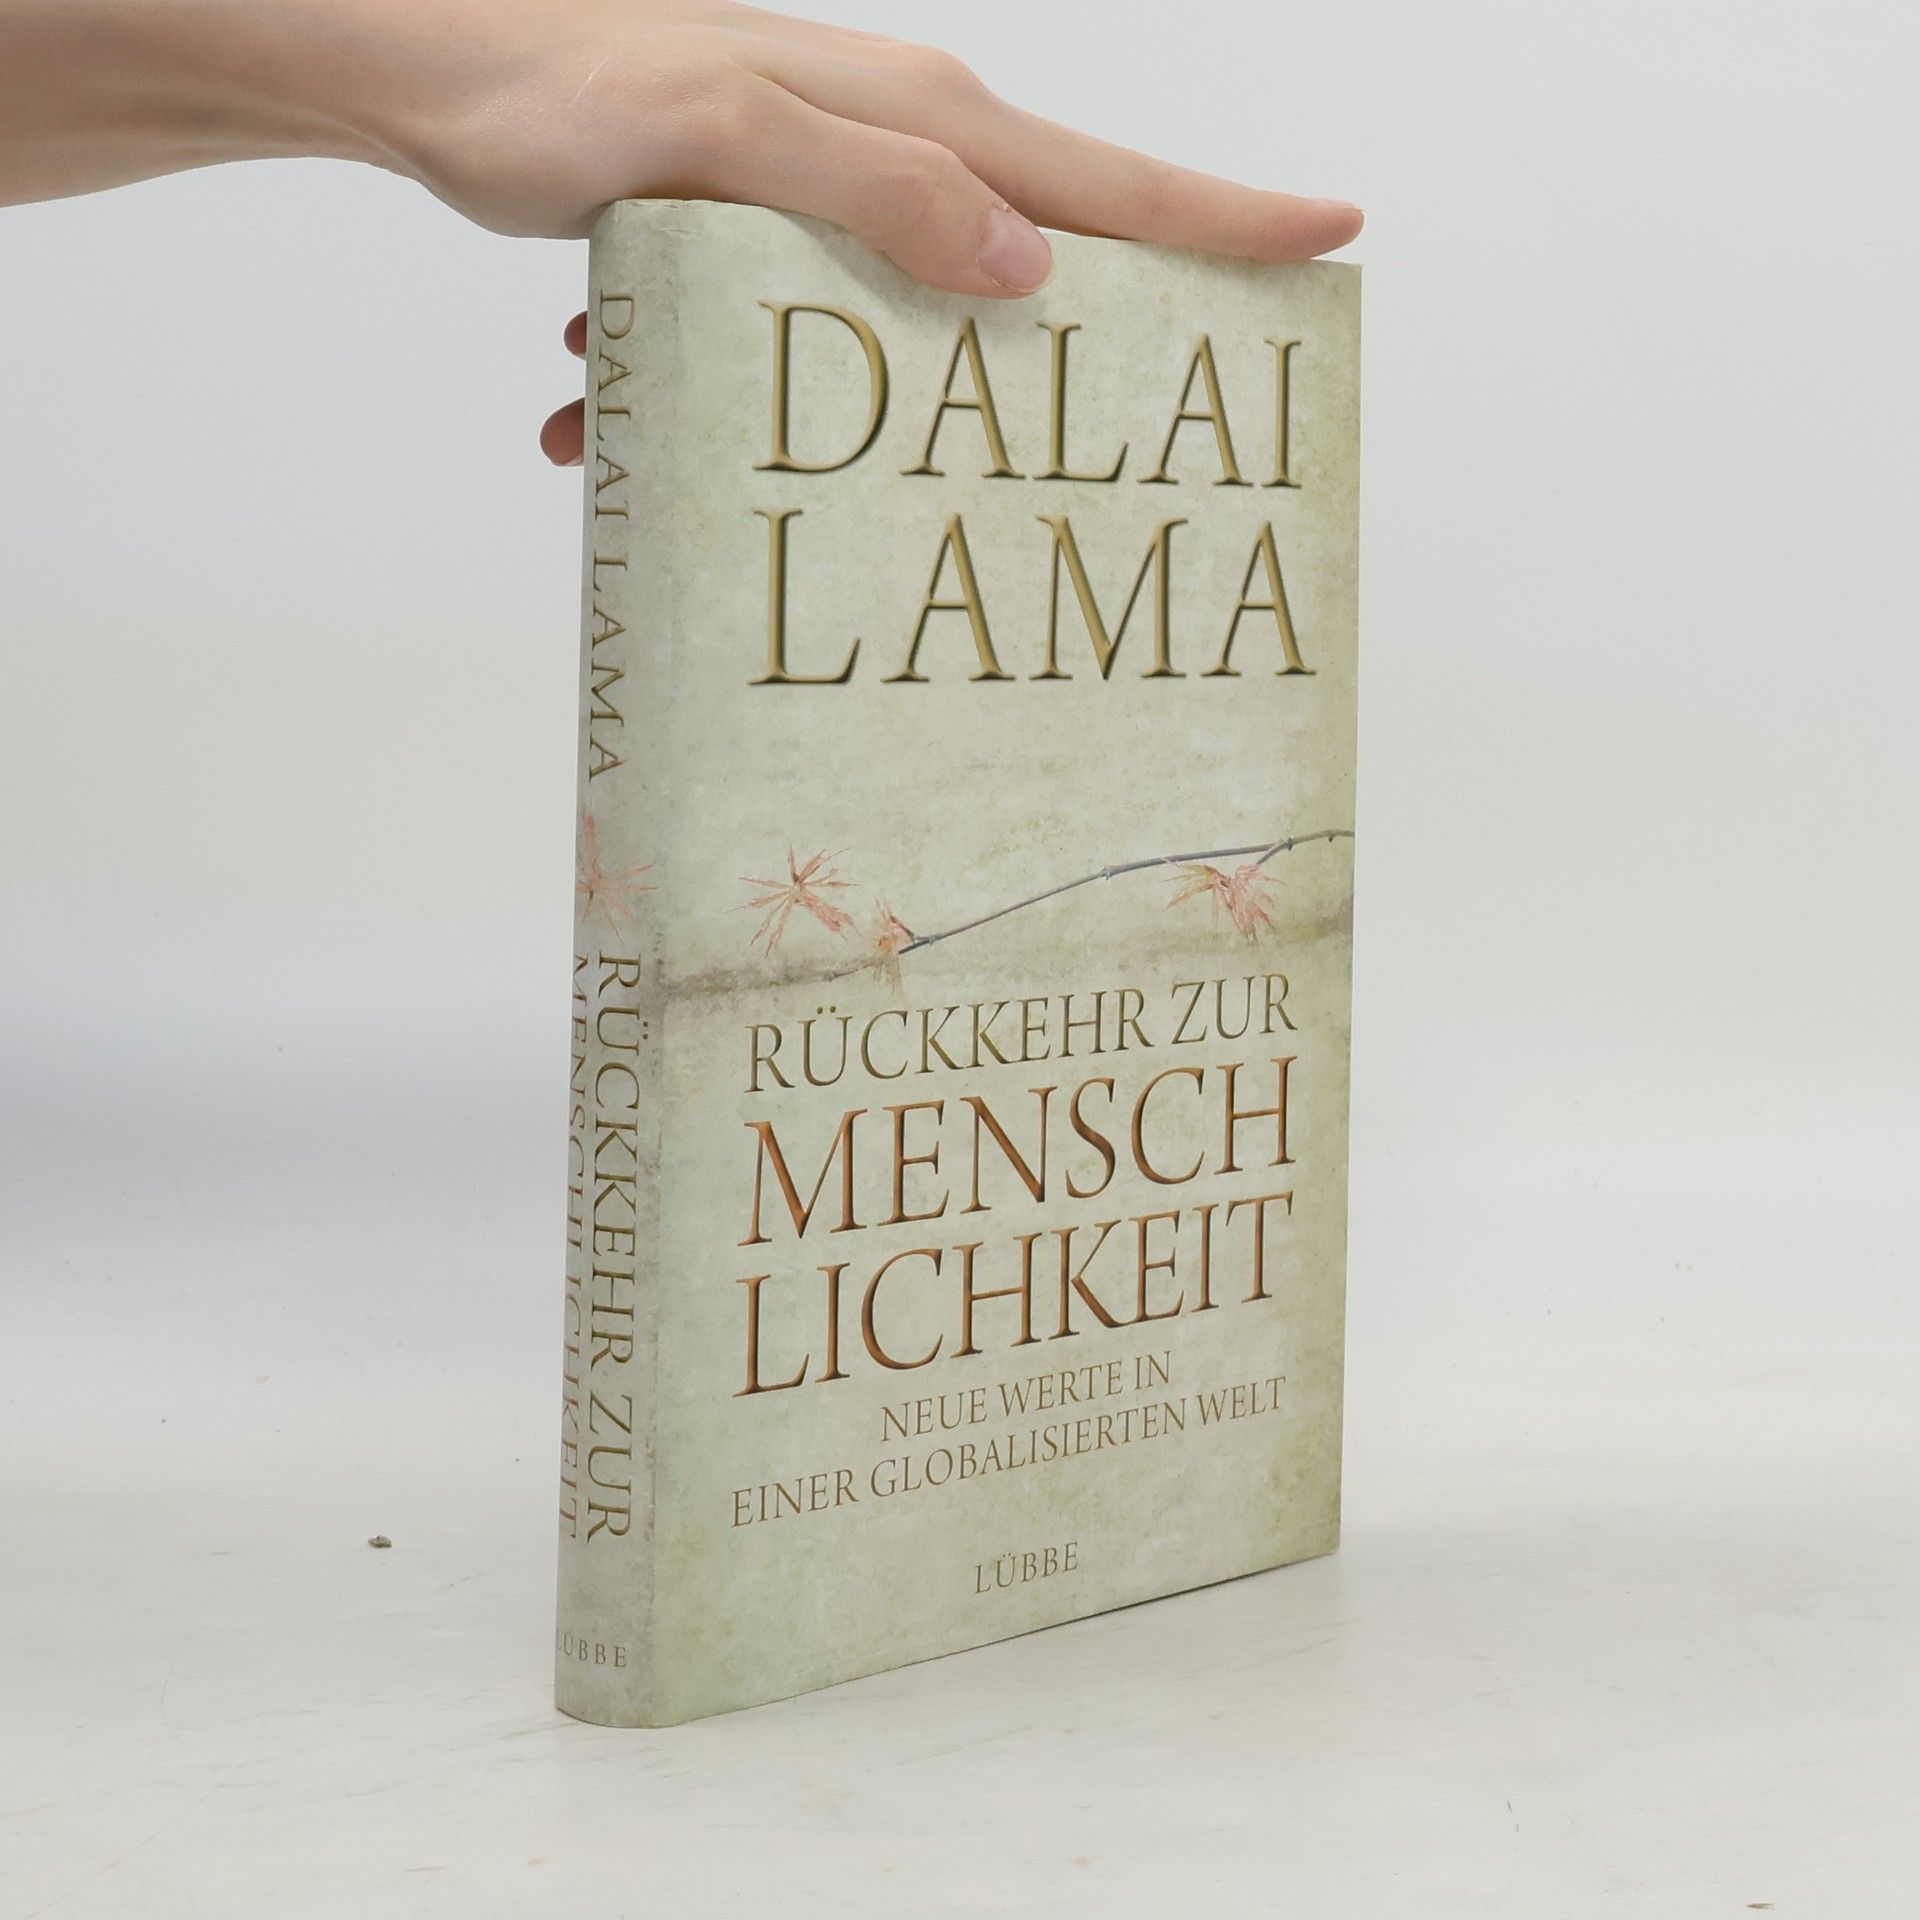 DALAI LAMA
RÜCKKEHR ZUR
MENSCHLICHKEIT
LÜBBE
DALAI
LAMA
RÜCKKEHR ZUR
MENSCH
LICHKEIT
NEUE WERTE IN
EINER GLOBALISIERTEN WELT
LÜBBE